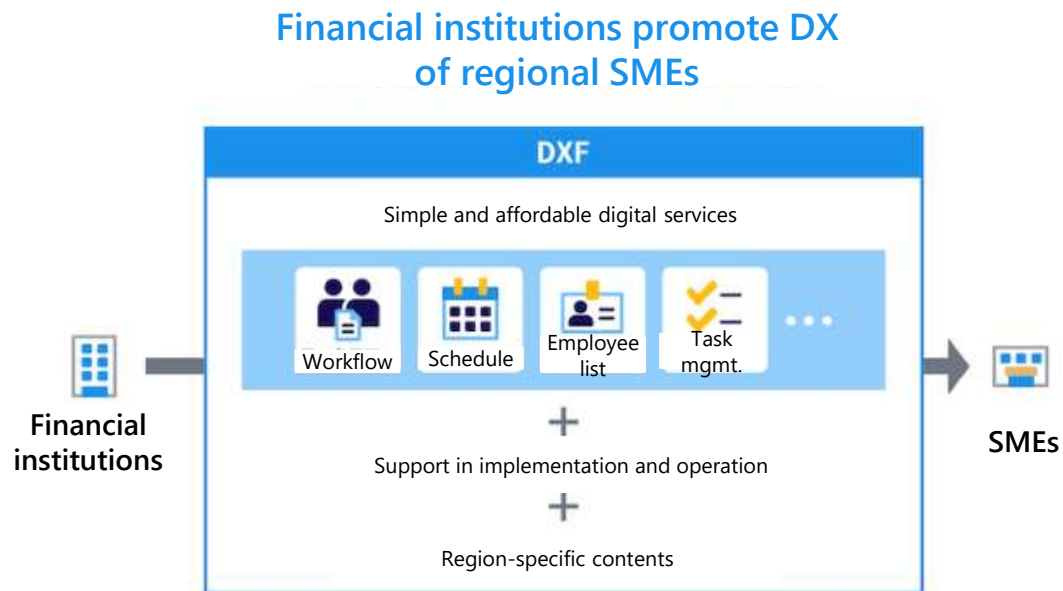 Financial institutions promote DX
of regional SMEs
DXF
Simple and affordable digital services
Workflow
Schedule
Employee
list
Task
mgmt.
Financial
institutions
SMEs
Support in implementation and operation
Region-specific contents